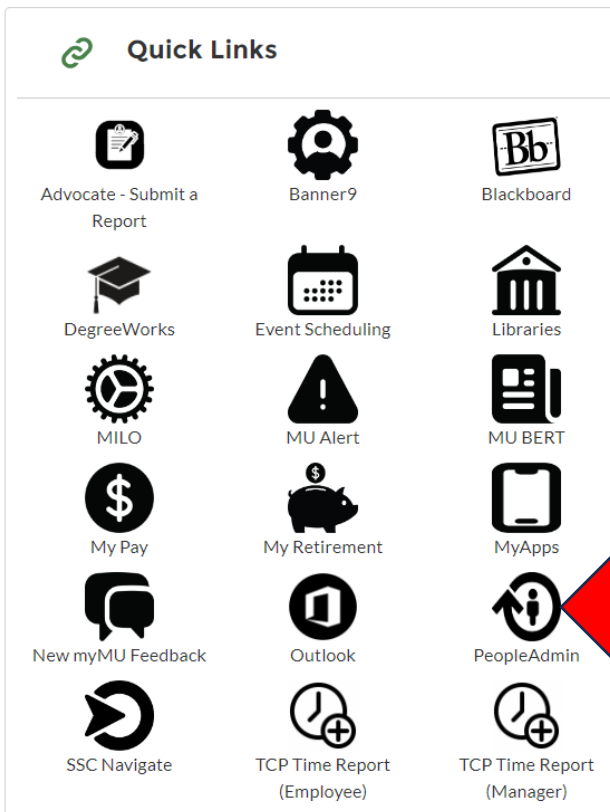 Quick Links
Bb
Advocate - Submit a
Report
Banner9
Blackboard
DegreeWorks
Event Scheduling
Libraries
MILO
MU Alert
MU BERT
$
$
My Pay
My Retirement
MyApps
New myMU Feedback
Outlook
PeopleAdmin
SSC Navigate
TCP Time Report
(Employee)
TCP Time Report
(Manager)